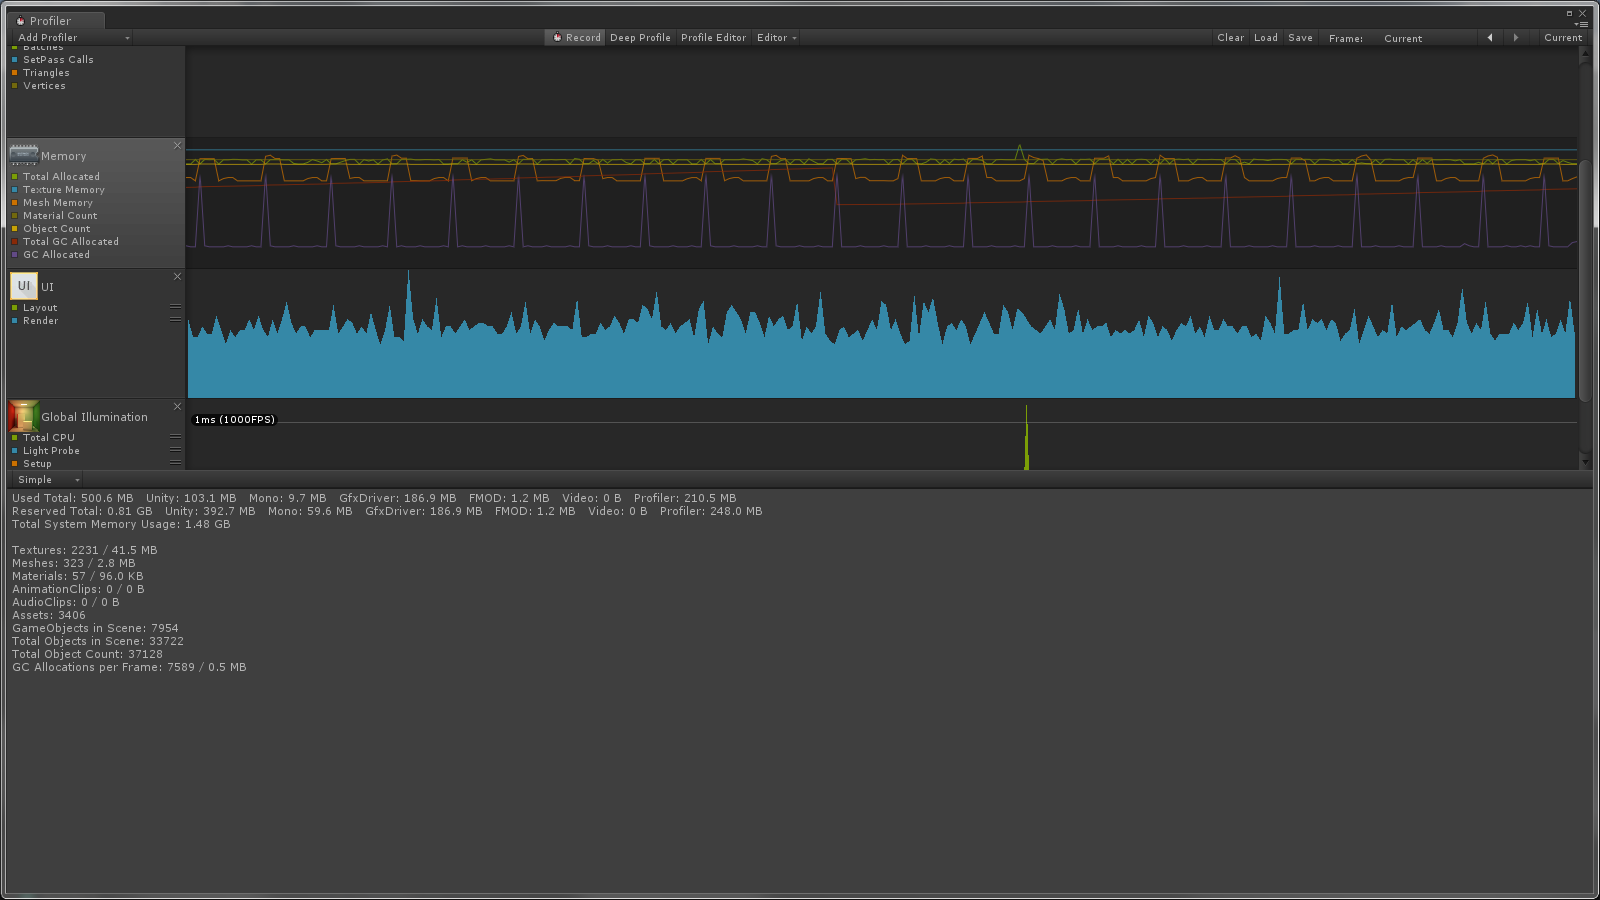 Profiler
Add Profiler Record Deep Profile Profile Editor Editor Clear Load Save Frame: Current Current
Batches
SetPass Calls
Triangles
Vertices
Memory
Total Allocated
Texture Memory
Mesh Memory
Material Count
Object Count
Total GC Allocated
GC Allocated
UI UI
Layout
Render
Global Illumination
1ms (1000FPS)
Total CPU
Light Probe
Setup
Simple
Used Total: 500.6 MB Unity: 103.1 MB Mono: 9.7 MB GfxDriver: 186.9 MB FMOD: 1.2 MB Video: 0 B Profiler: 210.5 MB
Reserved Total: 0.81 GB Unity: 392.7 MB Mono: 59.6 MB GfxDriver: 186.9 MB FMOD: 1.2 MB Video: 0 B Profiler: 248.0 MB
Total System Memory Usage: 1.48 GB
Textures: 2231 / 41.5 MB
Meshes: 323 / 2.8 MB
Materials: 57 / 96.0 KB
AnimationClips: 0 / 0 B
AudioClips: 0 / 0 B
Assets: 3406
GameObjects in Scene: 7954
Total Objects in Scene: 33722
Total Object Count: 37128
GC Allocations per Frame: 7589 / 0.5 MB